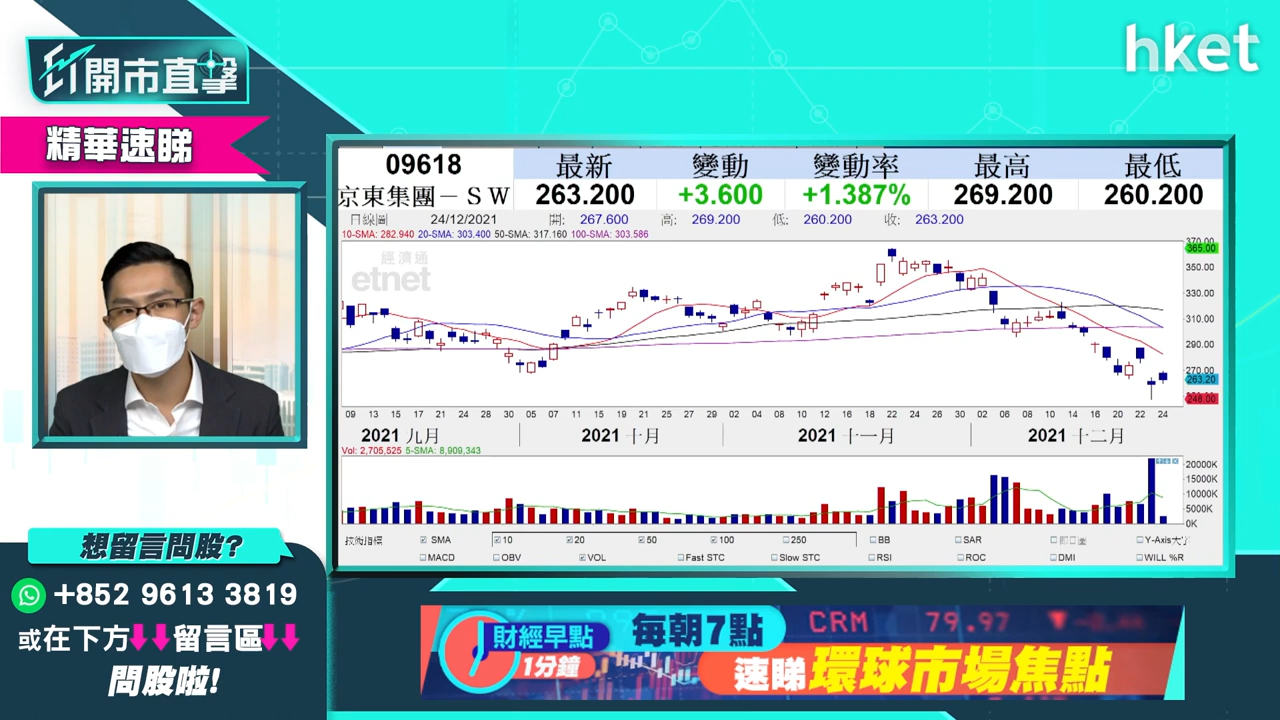 hket
ET開市直擊
精華速睇
09618
京東集團－ＳＷ
最新 變動 變動率 最高 最低
263.200 +3.600 +1.387% 269.200 260.200
日線圖 24/12/2021 開: 267.600 高: 269.200 低: 260.200 收: 263.200
10-SMA: 282.940 20-SMA: 303.400 50-SMA: 317.160 100-SMA: 303.586
經濟通
etnet
370.00
365.00
350.00
330.00
310.00
290.00
270.00
263.20
248.00
09 13 15 17 21 24 28 30 05 07 11 15 19 21 25 27 29 02 04 08 10 12 16 18 22 24 26 30 02 06 08 10 14 16 20 22 24
2021 九月 2021 十月 2021 十一月 2021 十二月
Vol: 2,705,525 5-SMA: 8,909,343
20000K
15000K
10000K
5000K
0K
技術指標 SMA 10 20 50 100 250 BB SAR Y-Axis大
MACD OBV VOL Fast STC Slow STC RSI ROC DMI WILL %R
想留言問股?
+852 9613 3819
或在下方留言區
問股啦!
財經早點
1分鐘
每朝7點
速睇環球市場焦點
CRM 79.97